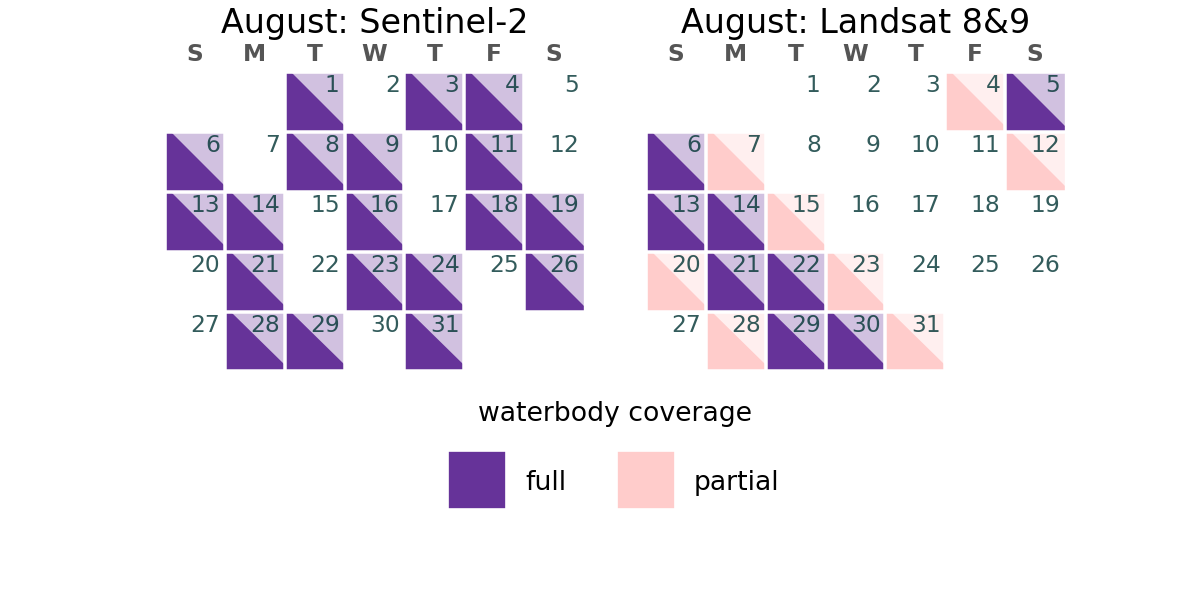 August: Sentinel-2
S M T W T F S
1 2 3 4 5
6 7 8 9 10 11 12
13 14 15 16 17 18 19
20 21 22 23 24 25 26
27 28 29 30 31
August: Landsat 8&9
S M T W T F S
1 2 3 4 5
6 7 8 9 10 11 12
13 14 15 16 17 18 19
20 21 22 23 24 25 26
27 28 29 30 31
waterbody coverage
full partial